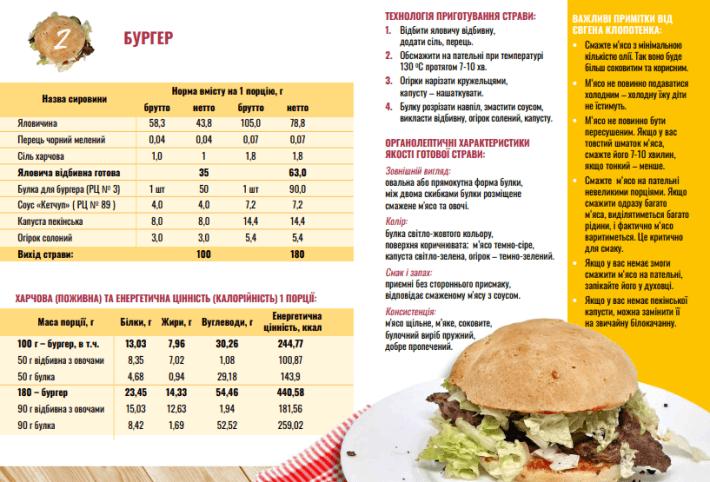 2
БУРГЕР
Назва сировини
Норма вмісту на 1 порцію, г
брутто нетто брутто нетто
Яловичина 58,3 43,8 105,0 78,8
Перець чорний мелений 0,04 0,04 0,07 0,07
Сіль харчова 1,0 1 1,8 1,8
Яловича відбивна готова 35 63,0
Булка для бургера (РЦ № 3) 1 шт 50 1 шт 90,0
Соус «Кетчуп» ( РЦ № 89 ) 4,0 4,0 7,2 7,2
Капуста пекінська 8,0 8,0 14,4 14,4
Огірок солоний 3,0 3,0 5,4 5,4
Вихід страви: 100 180
ХАРЧОВА (ПОЖИВНА) ТА ЕНЕРГЕТИЧНА ЦІННІСТЬ (КАЛОРІЙНІСТЬ) 1 ПОРЦІЇ:
Маса порції, г Білки, г Жири, г Вуглеводи, г Енергетична
цінність, ккал
100 г – бургер, в т.ч. 13,03 7,96 30,26 244,77
50 г відбивна з овочами 8,35 7,02 1,08 100,87
50 г булка 4,68 0,94 29,18 143,9
180 – бургер 23,45 14,33 54,46 440,58
90 г відбивна з овочами 15,03 12,63 1,94 181,56
90 г булка 8,42 1,69 52,52 259,02
ТЕХНОЛОГІЯ ПРИГОТУВАННЯ СТРАВИ:
1. Відбити яловичу відбивну,
додати сіль, перець.
2. Обсмажити на пательні при температурі
130 °С протягом 7-10 хв.
3. Огірки нарізати кружельцями,
капусту – нашаткувати.
4. Булку розрізати навпіл, змастити соусом,
викласти відбивну, огірок солений, капусту.
ОРГАНОЛЕПТИЧНІ ХАРАКТЕРИСТИКИ
ЯКОСТІ ГОТОВОЇ СТРАВИ:
Зовнішній вигляд:
овальна або прямокутна форма булки,
між двома скибками булки розміщене
смажене м'ясо та овочі.
Колір:
булка світло-жовтого кольору,
поверхня коричнювата: м'ясо темно-сіре,
капуста світло-зелена, огірок – темно-зелений.
Смак і запах:
приємні без стороннього присмаку,
відповідає смаженому м'ясу з соусом.
Консистенція:
м'ясо щільне, м'яке, соковите,
булочний виріб пружний,
добре пропечений.
ВАЖЛИВІ ПРИМІТКИ ВІД
ЄВГЕНА КЛОПОТЕНКА:
• Смажте м'ясо з мінімальною
кількістю олії. Так воно буде
більш соковитим та корисним.
• М'ясо не повинно подаватися
холодним – холодну їжу діти
не їстимуть.
• М'ясо не повинно бути
пересушеним. Якщо у вас
товстий шматок м'яса,
смажте його 7-10 хвилин,
якщо тонкий – менше.
• Смажте м'ясо на пательні
невеликими порціями. Якщо
смажити одразу багато
м'яса, виділятиметься багато
рідини, і фактично м'ясо
варитиметься. Це критично
для смаку.
• Якщо у вас немає змоги
смажити м'ясо на пательні,
запікайте його у духовці.
• Якщо у вас немає пекінської
капусти, можна замінити її
на звичайну білокачанну.